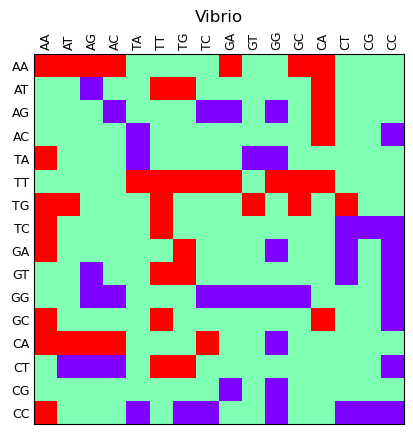 Vibrio
AA AT AG AC TA TT TG TC GA GT GG GC CA CT CG CC
AA
AT
AG
AC
TA
TT
TG
TC
GA
GT
GG
GC
CA
CT
CG
CC